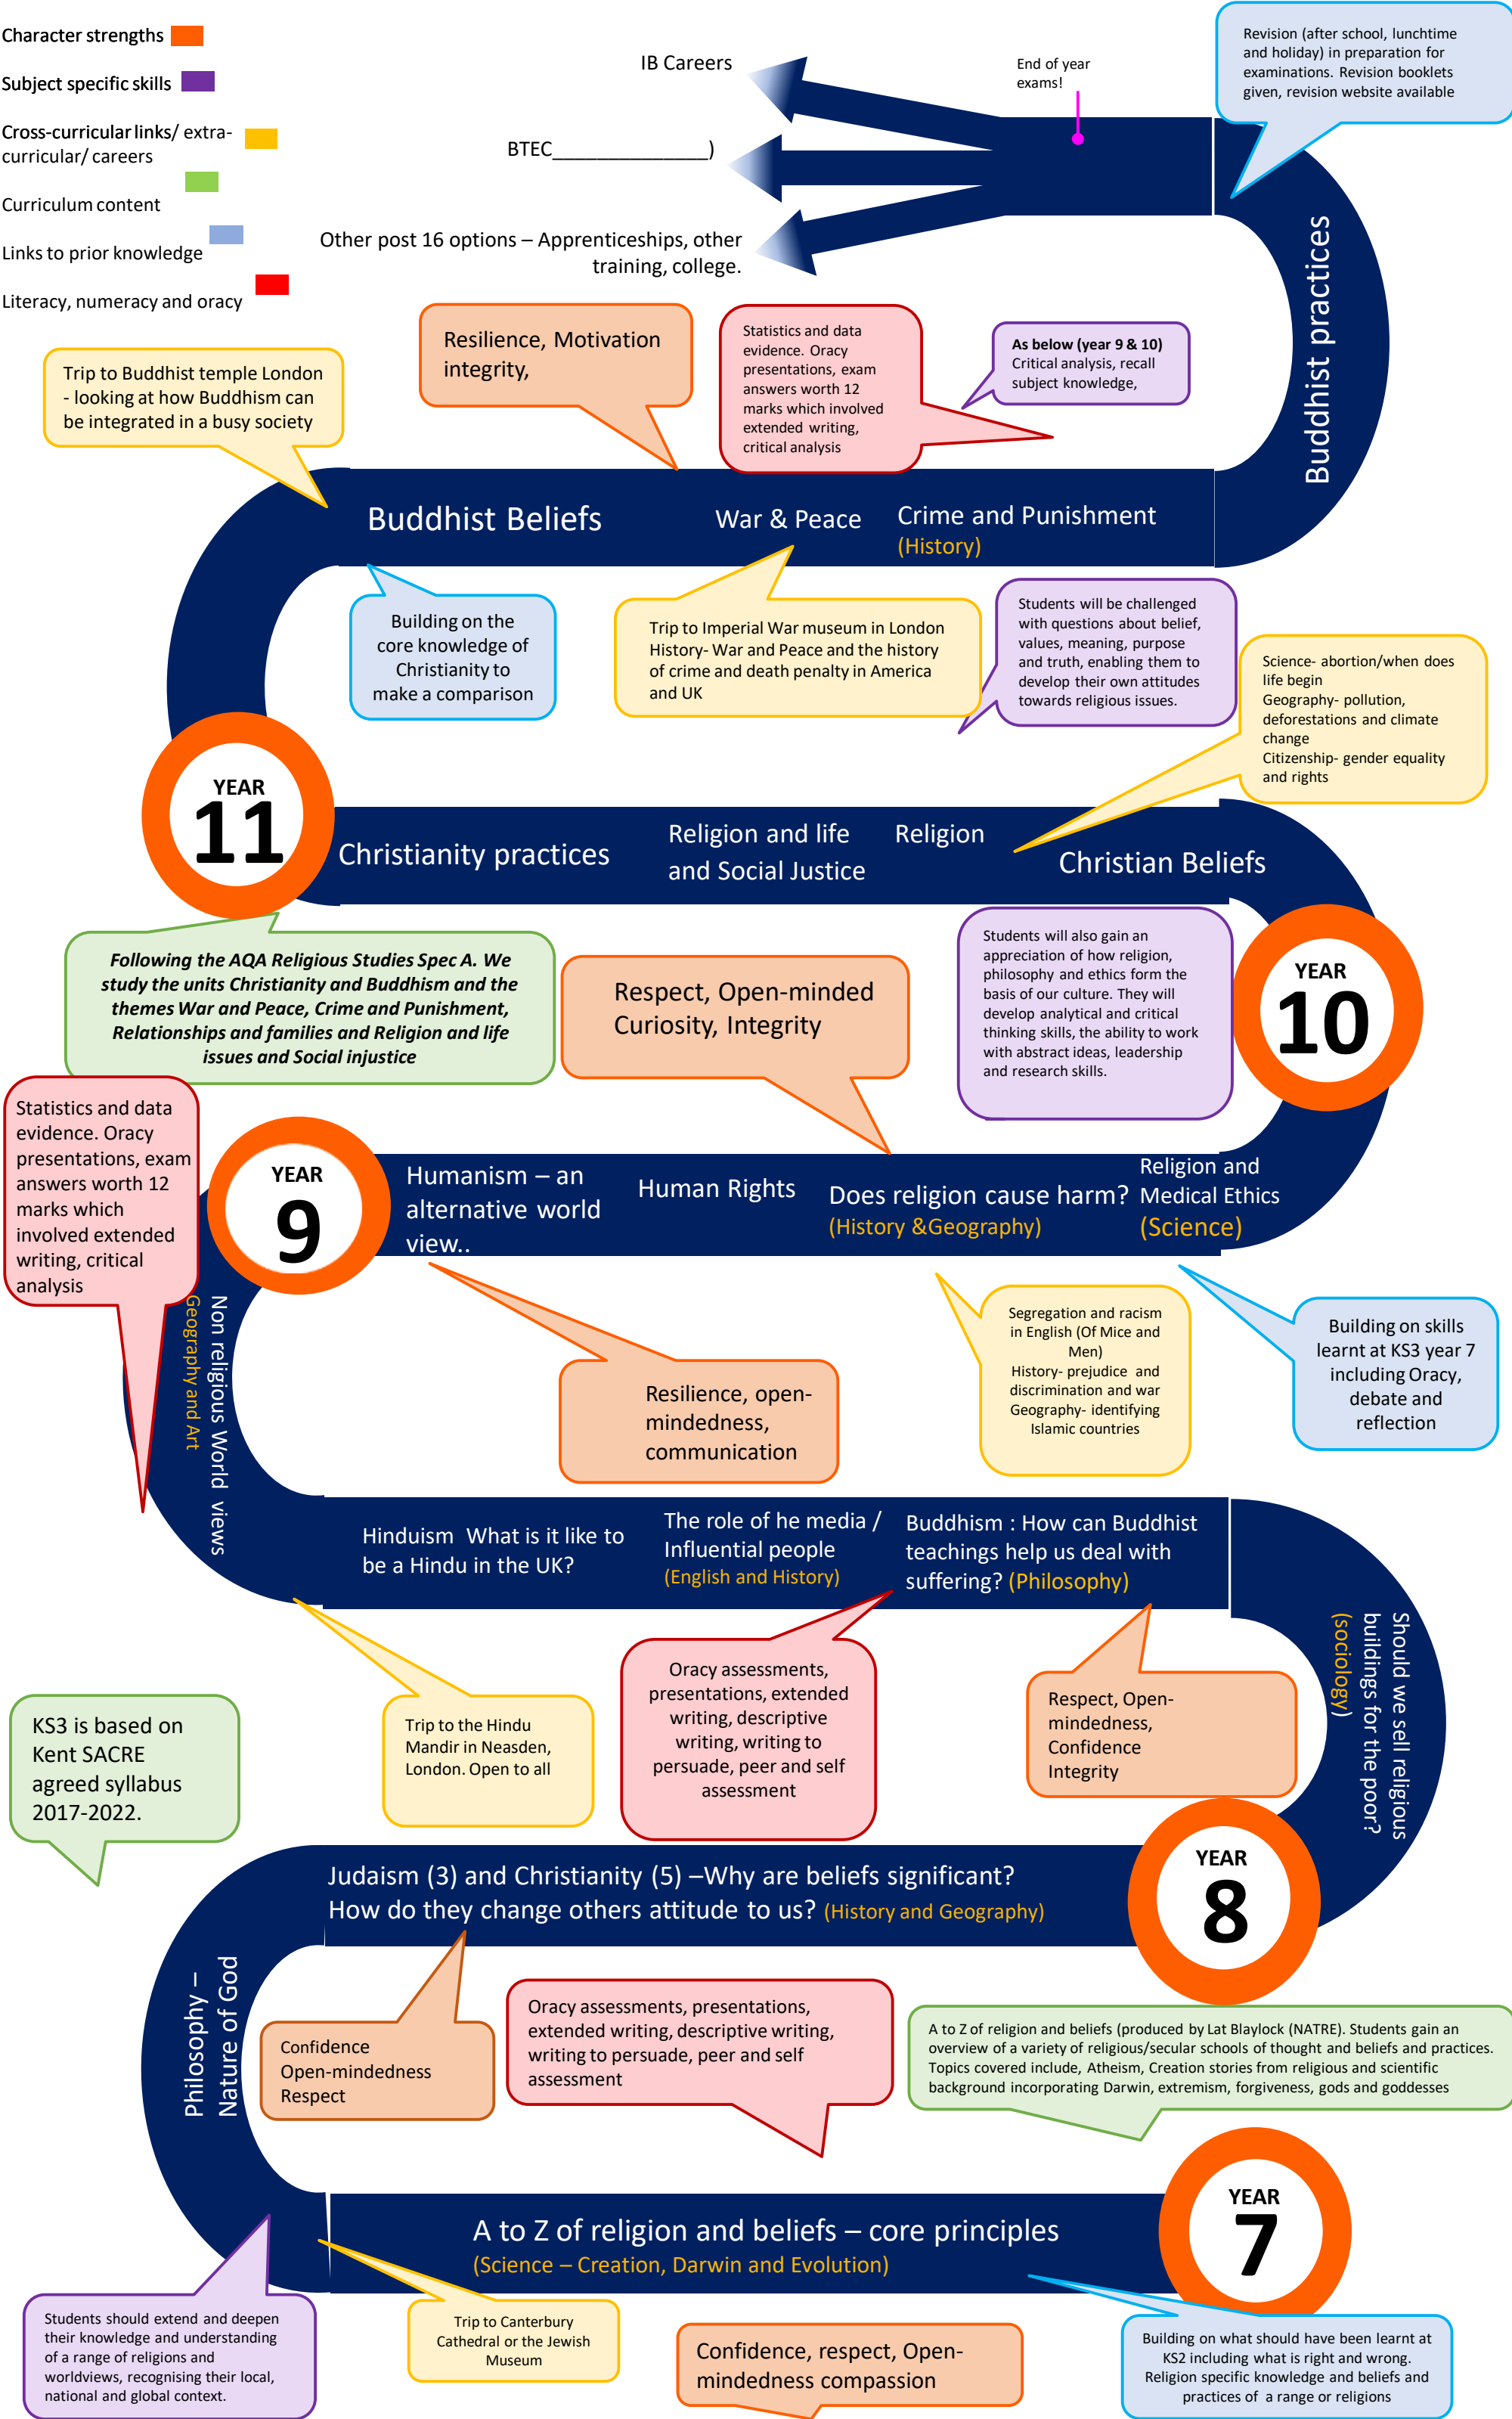 Character strengths
Subject specific skills
Cross-curricular links/ extra-
curricular/ careers
Curriculum content
Links to prior knowledge
Literacy, numeracy and oracy
IB Careers
BTEC______________)
Other post 16 options – Apprenticeships, other
training, college.
End of year
exams!
Revision (after school, lunchtime
and holiday) in preparation for
examinations. Revision booklets
given, revision website available
Buddhist practices
Trip to Buddhist temple London
- looking at how Buddhism can
be integrated in a busy society
Resilience, Motivation
integrity,
Statistics and data
evidence. Oracy
presentations, exam
answers worth 12
marks which involved
extended writing,
critical analysis
As below (year 9 & 10)
Critical analysis, recall
subject knowledge,
Buddhist Beliefs
War & Peace
Crime and Punishment
(History)
Building on the
core knowledge of
Christianity to
make a comparison
Trip to Imperial War museum in London
History- War and Peace and the history
of crime and death penalty in America
and UK
Students will be challenged
with questions about belief,
values, meaning, purpose
and truth, enabling them to
develop their own attitudes
towards religious issues.
Science- abortion/when does
life begin
Geography- pollution,
deforestations and climate
change
Citizenship- gender equality
and rights
YEAR
11
Christianity practices
Religion and life
and Social Justice
Religion
Christian Beliefs
Following the AQA Religious Studies Spec A. We
study the units Christianity and Buddhism and the
themes War and Peace, Crime and Punishment,
Relationships and families and Religion and life
issues and Social injustice
Respect, Open-minded
Curiosity, Integrity
Students will also gain an
appreciation of how religion,
philosophy and ethics form the
basis of our culture. They will
develop analytical and critical
thinking skills, the ability to work
with abstract ideas, leadership
and research skills.
YEAR
10
Statistics and data
evidence. Oracy
presentations, exam
answers worth 12
marks which
involved extended
writing, critical
analysis
YEAR
9
Humanism – an
alternative world
view..
Human Rights
Does religion cause harm?
(History &Geography)
Religion and
Medical Ethics
(Science)
Non religious World views
Geography and Art
Resilience, open-
mindedness,
communication
Segregation and racism
in English (Of Mice and
Men)
History- prejudice and
discrimination and war
Geography- identifying
Islamic countries
Building on skills
learnt at KS3 year 7
including Oracy,
debate and
reflection
Hinduism What is it like to
be a Hindu in the UK?
The role of he media /
Influential people
(English and History)
Buddhism : How can Buddhist
teachings help us deal with
suffering? (Philosophy)
Should we sell religious
buildings for the poor?
(sociology)
KS3 is based on
Kent SACRE
agreed syllabus
2017-2022.
Trip to the Hindu
Mandir in Neasden,
London. Open to all
Oracy assessments,
presentations, extended
writing, descriptive
writing, writing to
persuade, peer and self
assessment
Respect, Open-
mindedness,
Confidence
Integrity
Judaism (3) and Christianity (5) –Why are beliefs significant?
How do they change others attitude to us? (History and Geography)
YEAR
8
Philosophy –
Nature of God
Confidence
Open-mindedness
Respect
Oracy assessments, presentations,
extended writing, descriptive writing,
writing to persuade, peer and self
assessment
A to Z of religion and beliefs (produced by Lat Blaylock (NATRE). Students gain an
overview of a variety of religious/secular schools of thought and beliefs and practices.
Topics covered include, Atheism, Creation stories from religious and scientific
background incorporating Darwin, extremism, forgiveness, gods and goddesses
A to Z of religion and beliefs – core principles
(Science – Creation, Darwin and Evolution)
YEAR
7
Students should extend and deepen
their knowledge and understanding
of a range of religions and
worldviews, recognising their local,
national and global context.
Trip to Canterbury
Cathedral or the Jewish
Museum
Confidence, respect, Open-
mindedness compassion
Building on what should have been learnt at
KS2 including what is right and wrong.
Religion specific knowledge and beliefs and
practices of a range or religions